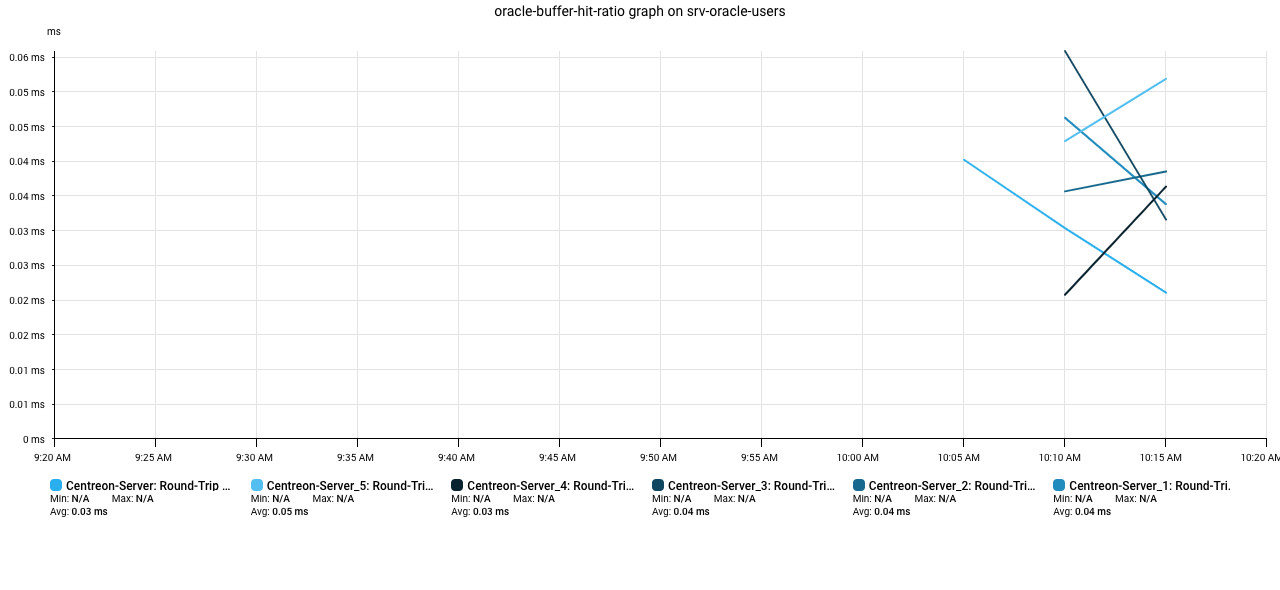 oracle-buffer-hit-ratio graph on srv-oracle-users
ms
0.06 ms
0.05 ms
0.05 ms
0.04 ms
0.04 ms
0.03 ms
0.03 ms
0.02 ms
0.02 ms
0.01 ms
0.01 ms
0 ms
9:20 AM 9:25 AM 9:30 AM 9:35 AM 9:40 AM 9:45 AM 9:50 AM 9:55 AM 10:00 AM 10:05 AM 10:10 AM 10:15 AM 10:20 AM
Centreon-Server: Round-Trip ... Centreon_Server_5: Round-Tri... Centreon-Server_4: Round-Tri... Centreon-Server_3: Round-Tri... Centreon-Server_2: Round-Tri... Centreon-Server_1: Round-Tri.
Min: N/A Max: N/A Min: N/A Max: N/A Min: N/A Max: N/A Min: N/A Max: N/A Min: N/A Max: N/A Min: N/A Max: N/A
Avg: 0.03 ms Avg: 0.05 ms Avg: 0.03 ms Avg: 0.04 ms Avg: 0.04 ms Avg: 0.04 ms